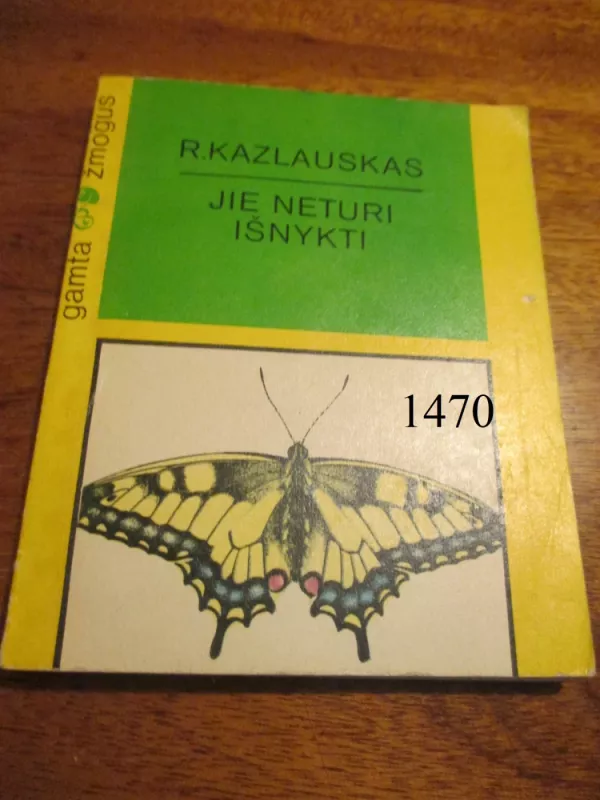 gamta žmogus
R.KAZLAUSKAS
JIE NETURI
IŠNYKTI
1470